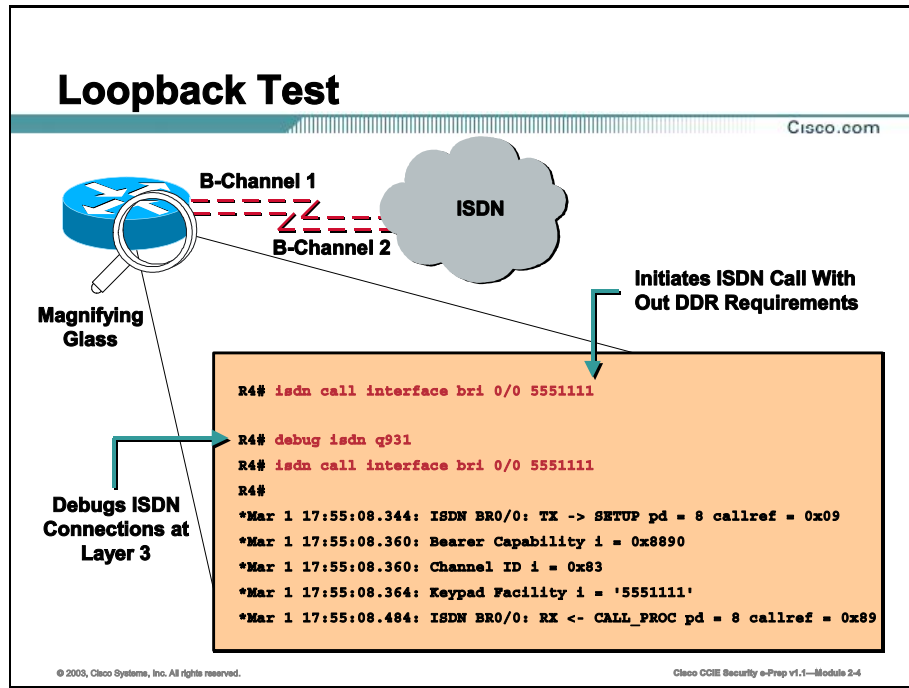 Loopback Test
Cisco.com
B-Channel 1
ISDN
B-Channel 2
Initiates ISDN Call With
Out DDR Requirements
Magnifying
Glass
R4# isdn call interface bri 0/0 5551111
R4# debug isdn q931
R4# isdn call interface bri 0/0 5551111
R4#
Debugs ISDN
Connections at
Layer 3
*Mar 1 17:55:08.344: ISDN BR0/0: TX -> SETUP pd = 8 callref = 0x09
*Mar 1 17:55:08.360: Bearer Capability i = 0x8890
*Mar 1 17:55:08.360: Channel ID i = 0x83
*Mar 1 17:55:08.364: Keypad Facility i = '5551111'
*Mar 1 17:55:08.484: ISDN BR0/0: RX <- CALL_PROC pd = 8 callref = 0x89
© 2003, Cisco Systems, Inc. All rights reserved.
Cisco CCIE Security e-Prep v1.1—Module 2-4